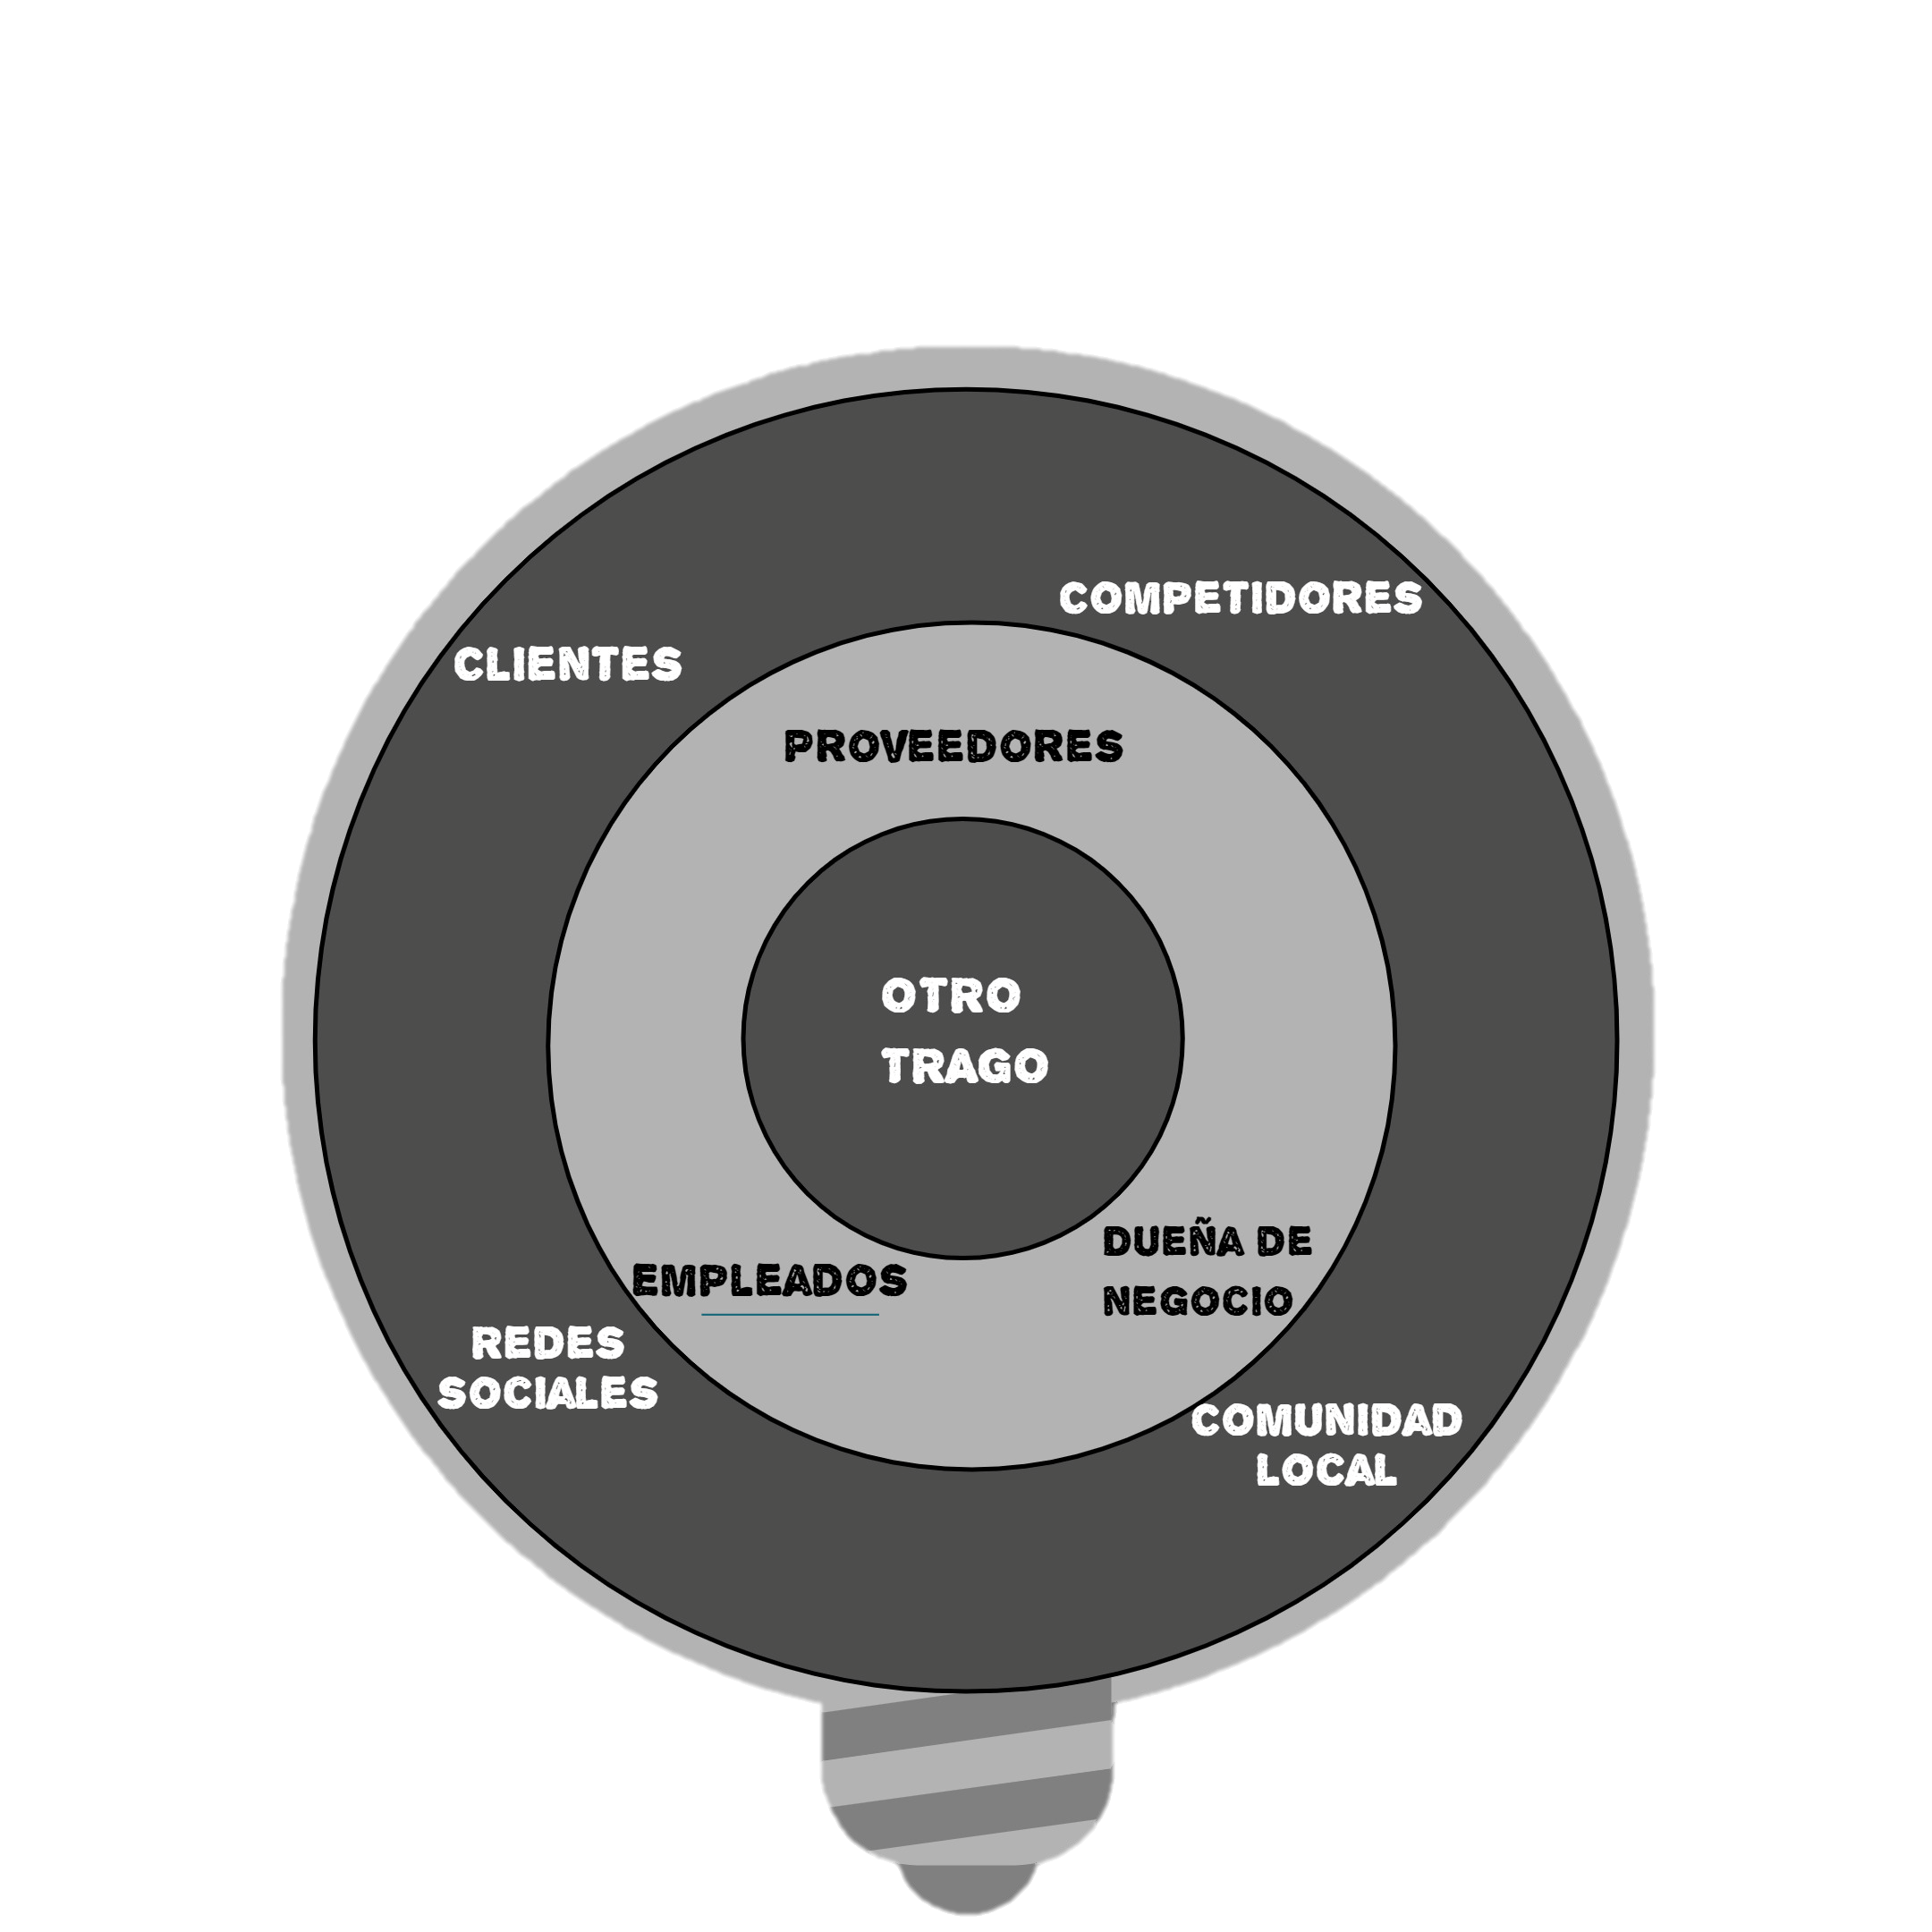 COMPETIDORES
CLIENTES
PROVEEDORES
OTRO
TRAGO
DUEÑA DE
NEGOCIO
EMPLEADOS
REDES
SOCIALES
COMUNIDAD
LOCAL